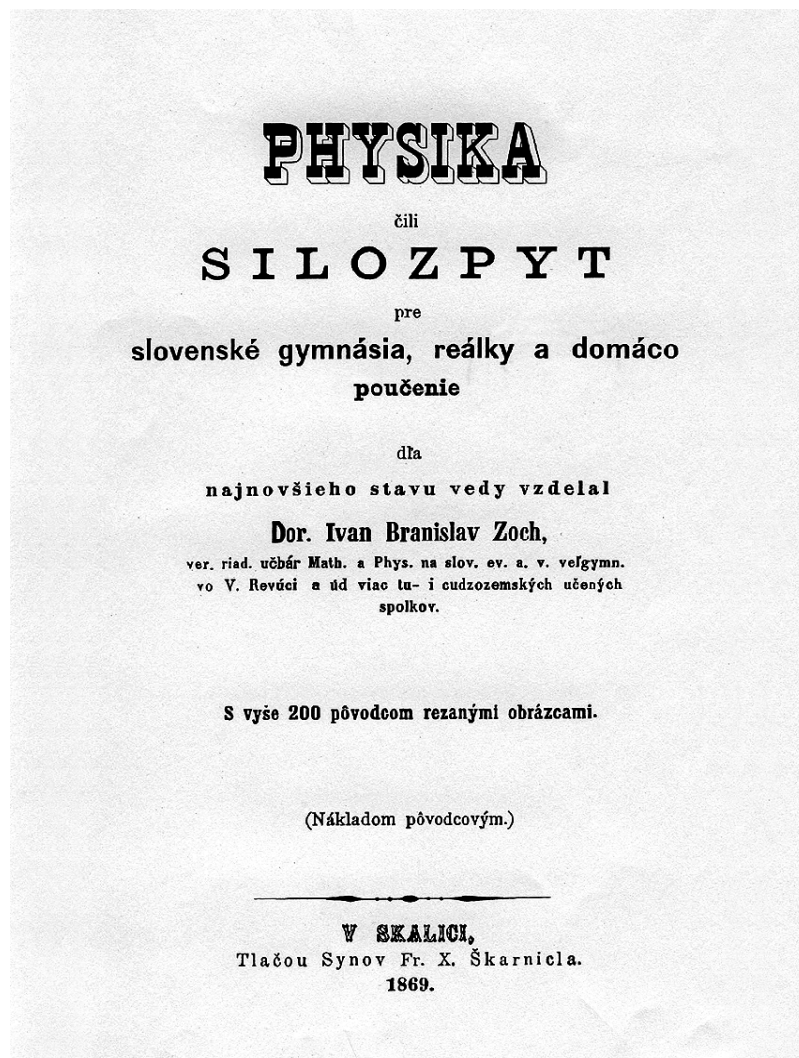 PHYSIKA
čili
SILOZPYT
pre
slovenské gymnásia, reálky a domáco
poučenie
dľa
najnovšieho stavu vedy vzdelal
Dor. Ivan Branislav Zoch,
ver. riad. učbár Math. a Phys. na slov. ev. a. v. veľgymn.
vo V. Revúci a úd viac tu- i cudzozemských učených
spolkov.
S vyše 200 pôvodcom rezanými obrázcami.
(Nákladom pôvodcovým.)
V SKALICI,
Tlačou Synov Fr. X. Škarnicla.
1869.